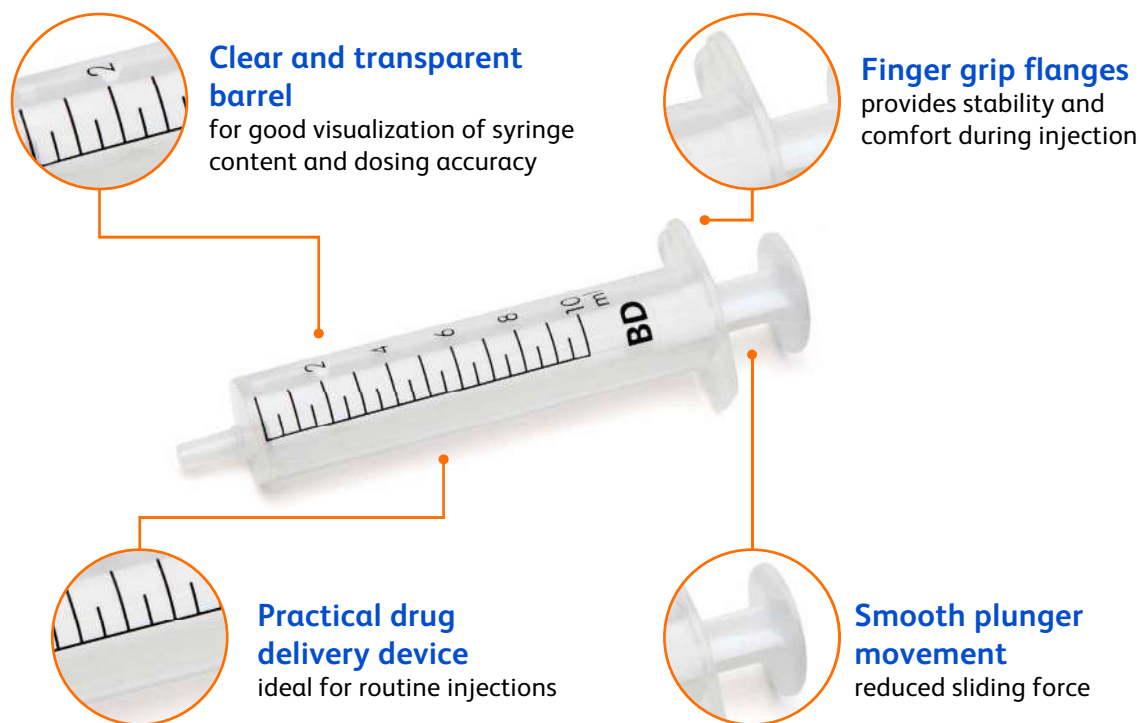 Clear and transparent
barrel
for good visualization of syringe
content and dosing accuracy
Finger grip flanges
provides stability and
comfort during injection
2
2
4
6
8
10
ml
BD
Practical drug
delivery device
ideal for routine injections
Smooth plunger
movement
reduced sliding force